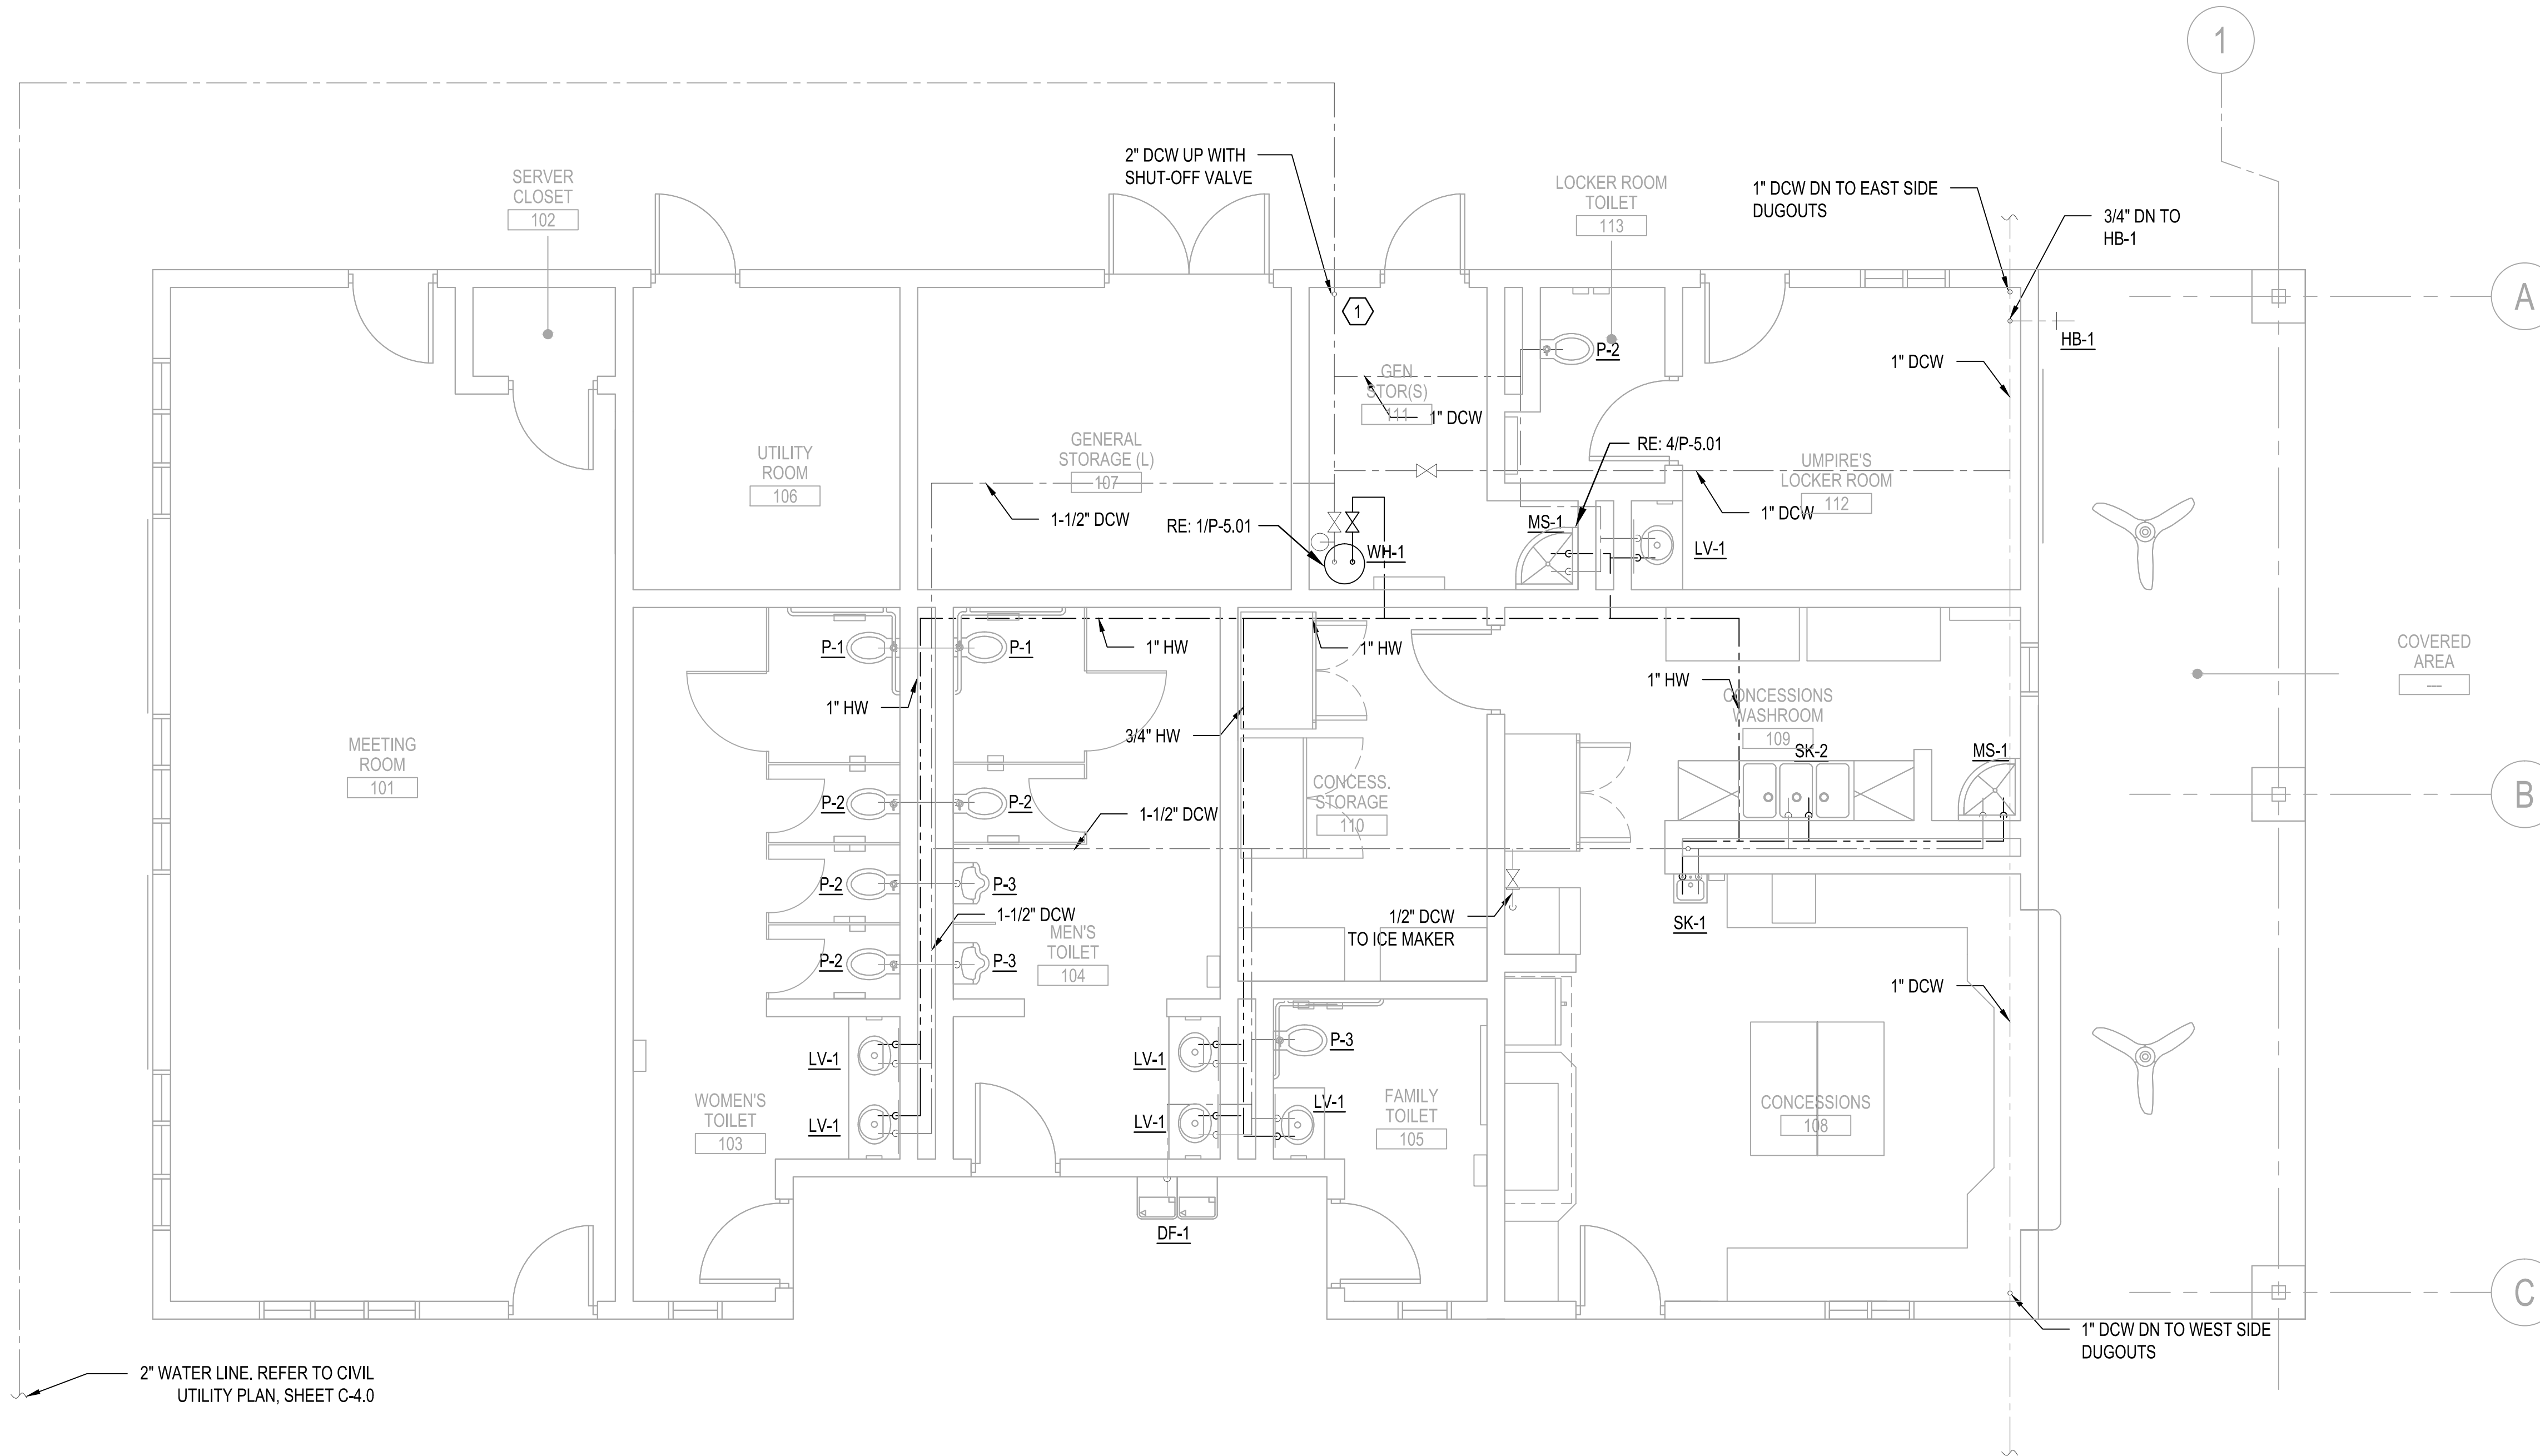 1
2" DCW UP WITH
SHUT-OFF VALVE
SERVER
CLOSET
102
LOCKER ROOM
TOILET
113
1" DCW DN TO EAST SIDE
DUGOUTS
3/4" DN TO
HB-1
A
1
HB-1
P-2
1" DCW
GEN
STOR(S)
111
1" DCW
UTILITY
ROOM
106
GENERAL
STORAGE (L)
107
RE: 4/P-5.01
UMPIRE'S
LOCKER ROOM
112
1-1/2" DCW
RE: 1/P-5.01
MS-1
1" DCW
WH-1
LV-1
P-1
P-1
1" HW
1" HW
COVERED
AREA
---
1" HW
1" HW
3/4" HW
CONCESSIONS
WASHROOM
109
MEETING
ROOM
101
SK-2
MS-1
CONCESS.
STORAGE
110
P-2
P-2
1-1/2" DCW
B
P-2
P-3
1-1/2" DCW
1/2" DCW
TO ICE MAKER
SK-1
MEN'S
TOILET
104
P-2
P-3
1" DCW
LV-1
LV-1
P-3
WOMEN'S
TOILET
103
LV-1
LV-1
LV-1
FAMILY
TOILET
105
CONCESSIONS
108
DF-1
C
1" DCW DN TO WEST SIDE
DUGOUTS
2" WATER LINE. REFER TO CIVIL
UTILITY PLAN, SHEET C-4.0